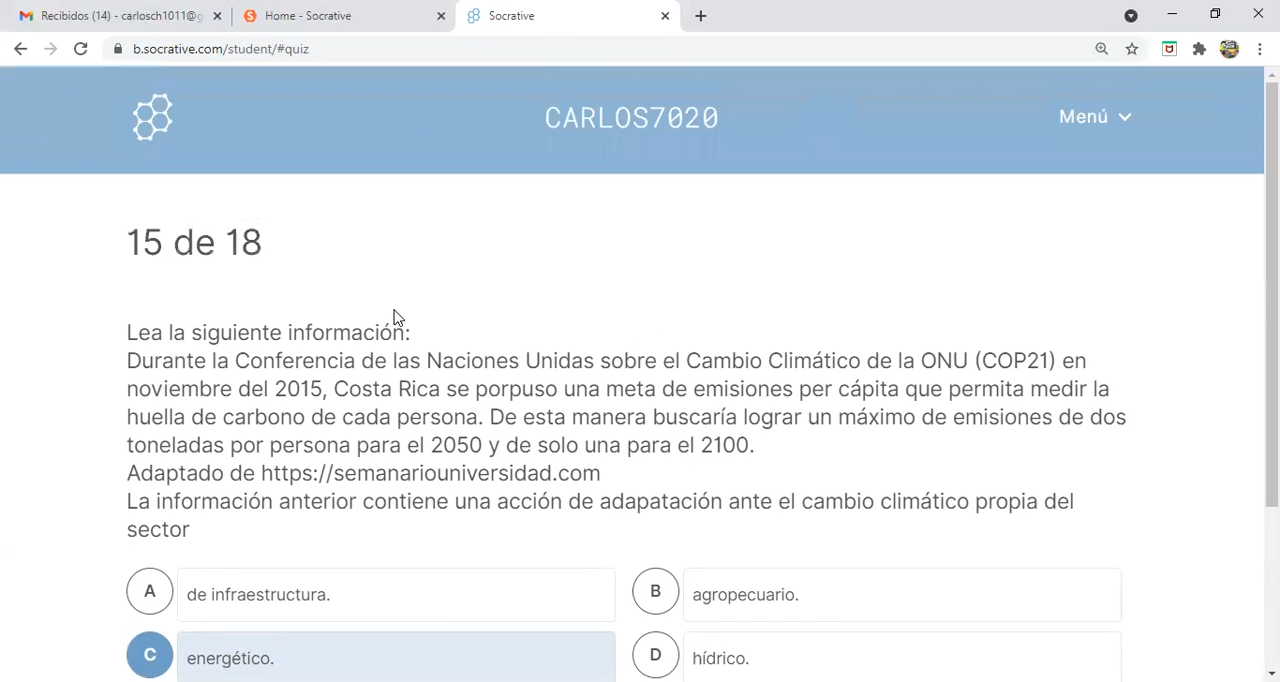 Recibidos (14) - carlosch1011@g
Home - Socrative
Socrative
b.socrative.com/student/#quiz
CARLOS7020
Menú
15 de 18
Lea la siguiente información:
Durante la Conferencia de las Naciones Unidas sobre el Cambio Climático de la ONU (COP21) en
noviembre del 2015, Costa Rica se porpuso una meta de emisiones per cápita que permita medir la
huella de carbono de cada persona. De esta manera buscaría lograr un máximo de emisiones de dos
toneladas por persona para el 2050 y de solo una para el 2100.
Adaptado de https://semanariouniversidad.com
La información anterior contiene una acción de adapatación ante el cambio climático propia del
sector
A de infraestructura.
B agropecuario.
C energético.
D hídrico.